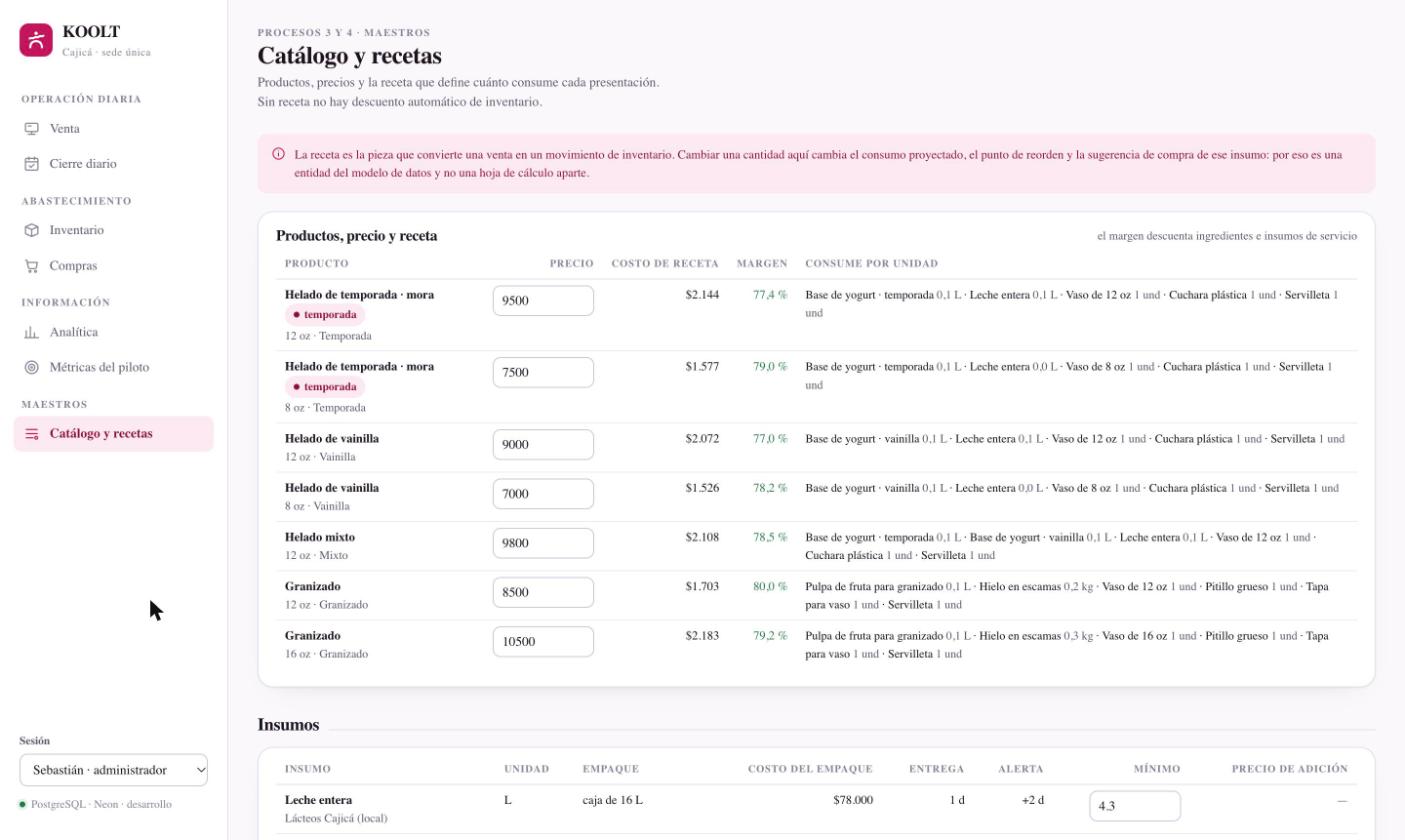 KOOLT
Cajicá · sede única
OPERACIÓN DIARIA
Venta
Cierre diario
ABASTECIMIENTO
Inventario
Compras
INFORMACIÓN
Analítica
Métricas del piloto
MAESTROS
Catálogo y recetas
Sesión
Sebastián · administrador
PostgreSQL · Neon · desarrollo
PROCESOS 3 Y 4 · MAESTROS
Catálogo y recetas
Productos, precios y la receta que define cuánto consume cada presentación.
Sin receta no hay descuento automático de inventario.
La receta es la pieza que convierte una venta en un movimiento de inventario. Cambiar una cantidad aquí cambia el consumo proyectado, el punto de reorden y la sugerencia de compra de ese insumo: por eso es una
entidad del modelo de datos y no una hoja de cálculo aparte.
Productos, precio y receta
el margen descuenta ingredientes e insumos de servicio
PRODUCTO PRECIO COSTO DE RECETA MARGEN CONSUME POR UNIDAD
Helado de temporada · mora 9500 $2.144 77,4 % Base de yogurt · temporada 0,1 L · Leche entera 0,1 L · Vaso de 12 oz 1 und · Cuchara plástica 1 und · Servilleta 1
temporada und
12 oz · Temporada
Helado de temporada · mora 7500 $1.577 79,0 % Base de yogurt · temporada 0,1 L · Leche entera 0,0 L · Vaso de 8 oz 1 und · Cuchara plástica 1 und · Servilleta 1
temporada und
8 oz · Temporada
Helado de vainilla 9000 $2.072 77,0 % Base de yogurt · vainilla 0,1 L · Leche entera 0,1 L · Vaso de 12 oz 1 und · Cuchara plástica 1 und · Servilleta 1 und
12 oz · Vainilla
Helado de vainilla 7000 $1.526 78,2 % Base de yogurt · vainilla 0,1 L · Leche entera 0,0 L · Vaso de 8 oz 1 und · Cuchara plástica 1 und · Servilleta 1 und
8 oz · Vainilla
Helado mixto 9800 $2.108 78,5 % Base de yogurt · temporada 0,1 L · Base de yogurt · vainilla 0,1 L · Leche entera 0,1 L · Vaso de 12 oz 1 und ·
12 oz · Mixto Cuchara plástica 1 und · Servilleta 1 und
Granizado 8500 $1.703 80,0 % Pulpa de fruta para granizado 0,1 L · Hielo en escamas 0,2 kg · Vaso de 12 oz 1 und · Pitillo grueso 1 und · Tapa
12 oz · Granizado para vaso 1 und · Servilleta 1 und
Granizado 10500 $2.183 79,2 % Pulpa de fruta para granizado 0,1 L · Hielo en escamas 0,3 kg · Vaso de 16 oz 1 und · Pitillo grueso 1 und · Tapa
16 oz · Granizado para vaso 1 und · Servilleta 1 und
Insumos
INSUMO UNIDAD EMPAQUE COSTO DEL EMPAQUE ENTREGA ALERTA MÍNIMO PRECIO DE ADICIÓN
Leche entera L caja de 16 L $78.000 1 d +2 d 4.3 —
Lácteos Cajicá (local)